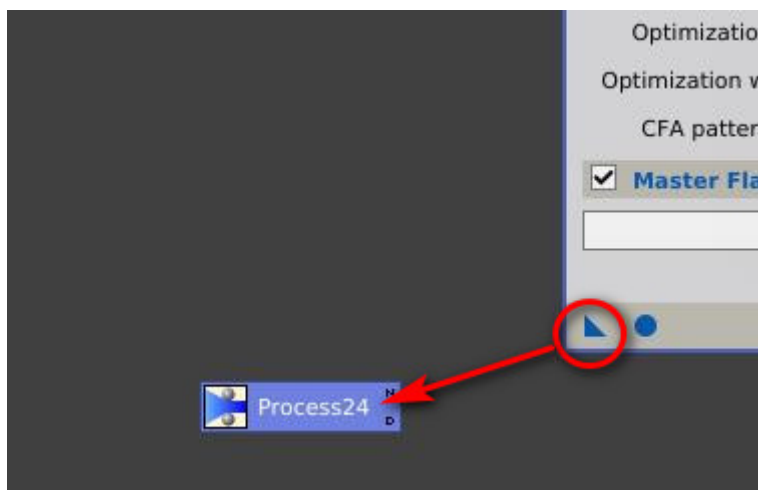 Optimizatio
Optimization w
CFA patter
Master Fla
Process24
N
D